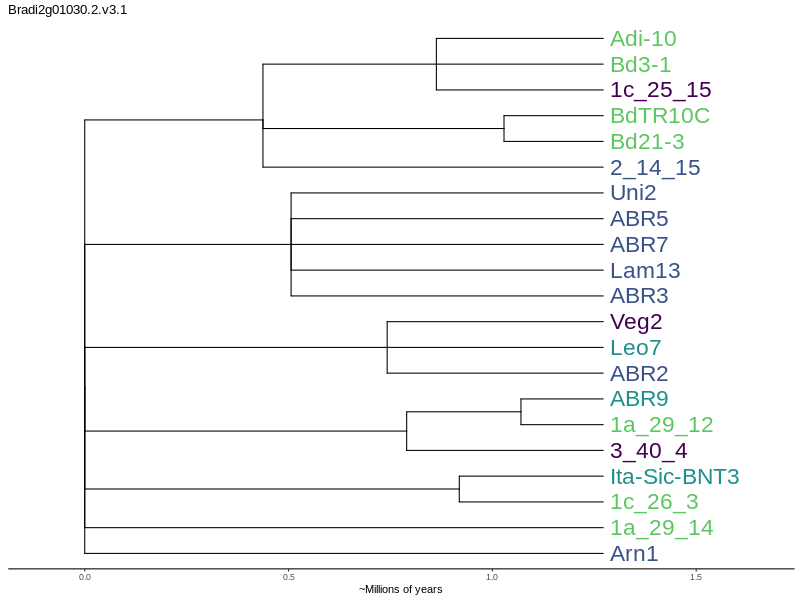 Bradi2g01030.2.v3.1
Adi-10
Bd3-1
1c_25_15
BdTR10C
Bd21-3
2_14_15
Uni2
ABR5
ABR7
Lam13
ABR3
Veg2
Leo7
ABR2
ABR9
1a_29_12
3_40_4
Ita-Sic-BNT3
1c_26_3
1a_29_14
Arn1
0.0 0.5 1.0 1.5
~Millions of years